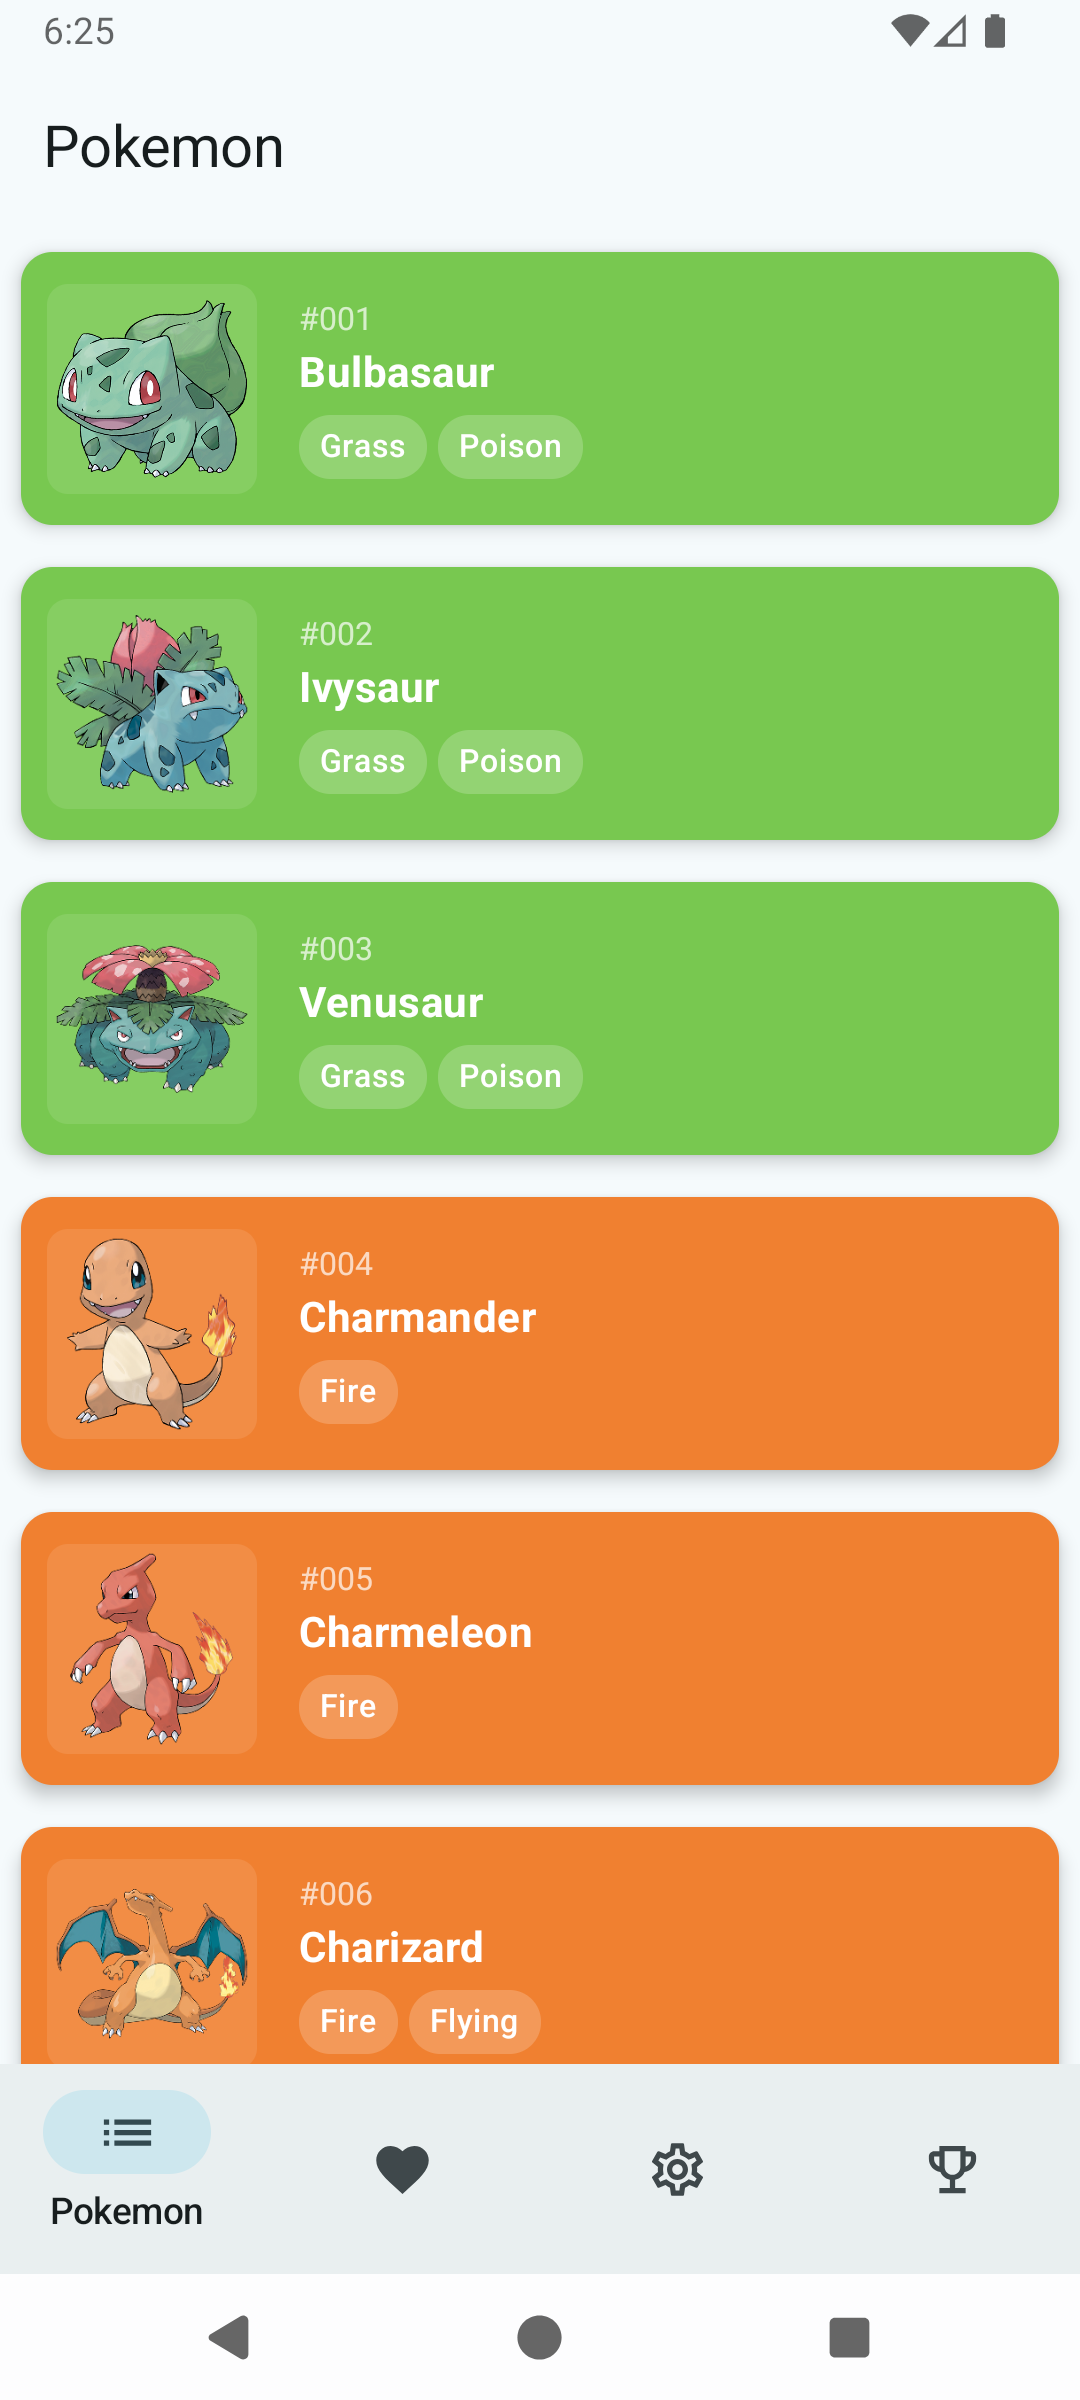 6:25
Pokemon
#001
Bulbasaur
Grass Poison
#002
Ivysaur
Grass Poison
#003
Venusaur
Grass Poison
#004
Charmander
Fire
#005
Charmeleon
Fire
#006
Charizard
Fire Flying
Pokemon